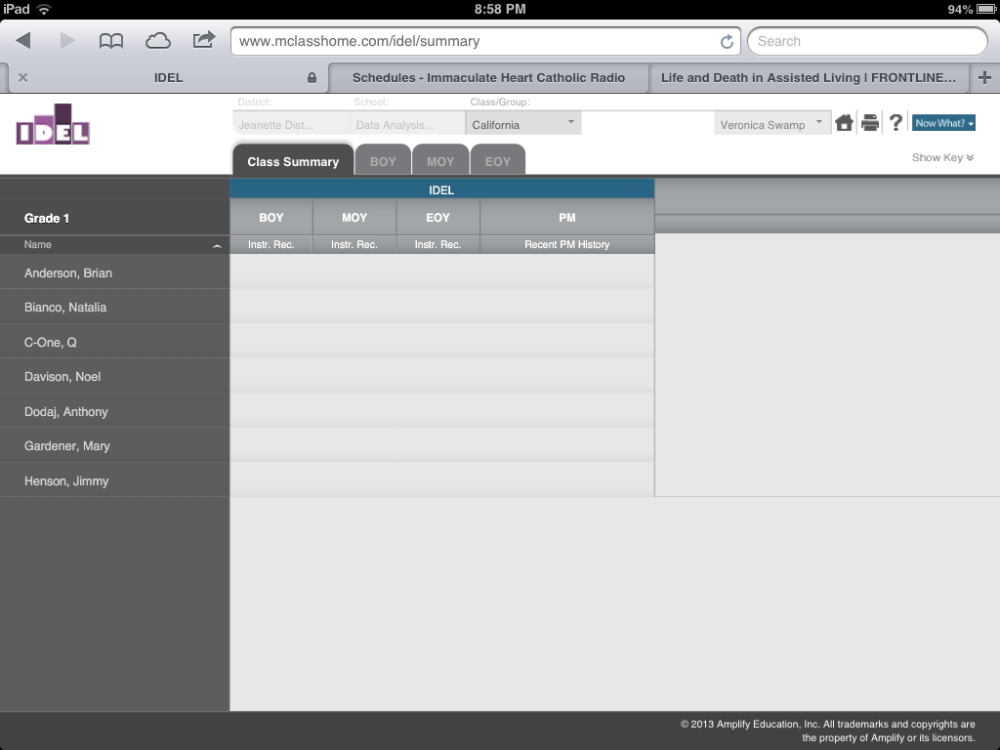 iPad 8:58 PM 94%
www.mclasshome.com/idel/summary Search
IDEL Schedules - Immaculate Heart Catholic Radio Life and Death in Assisted Living | FRONTLINE...
IDEL
District: School: Class/Group:
Jeanette Dist... Data Analysis... California Veronica Swamp ? Now What?
Class Summary BOY MOY EOY Show Key
IDEL
Grade 1 BOY MOY EOY PM
Name Instr. Rec. Instr. Rec. Instr. Rec. Recent PM History
Anderson, Brian
Bianco, Natalia
C-One, Q
Davison, Noel
Dodaj, Anthony
Gardener, Mary
Henson, Jimmy
© 2013 Amplify Education, Inc. All trademarks and copyrights are
the property of Amplify or its licensors.